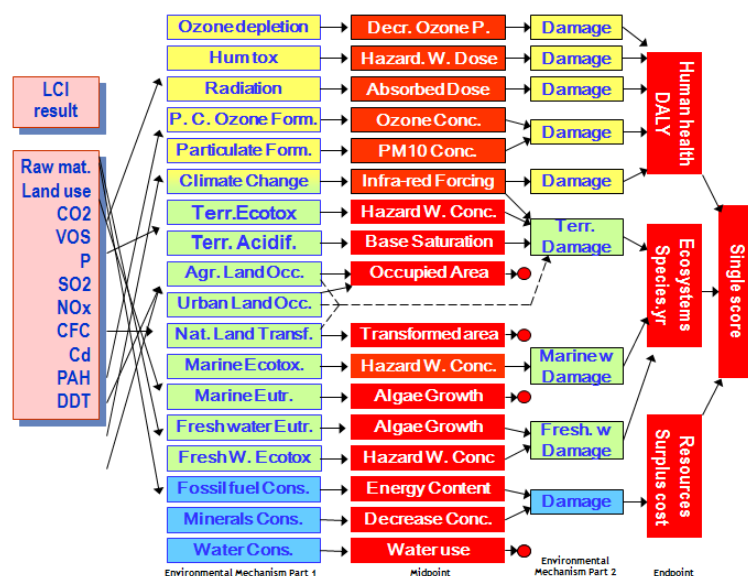 LCI
result
Raw mat.
Land use
CO2
VOS
P
SO2
NOx
CFC
Cd
PAH
DDT
Ozone depletion
Hum tox
Radiation
P. C. Ozone Form.
Particulate Form.
Climate Change
Terr.Ecotox
Terr. Acidif.
Agr. Land Occ.
Urban Land Occ.
Nat. Land Transf.
Marine Ecotox.
Marine Eutr.
Freshwater Eutr.
Fresh W. Ecotox
Fossil fuel Cons.
Minerals Cons.
Water Cons.
Environmental Mechanism Part 1
Decr. Ozone P.
Hazard. W. Dose
Absorbed Dose
Ozone Conc.
PM10 Conc.
Infra-red Forcing
Hazard W. Conc.
Base Saturation
Occupied Area
Transformed area
Hazard W. Conc.
Algae Growth
Algae Growth
Hazard W. Conc
Energy Content
Decrease Conc.
Water use
Midpoint
Damage
Damage
Damage
Damage
Damage
Terr.
Damage
Marine w
Damage
Fresh. w
Damage
Damage
Environmental
Mechanism Part 2
Human health
DALY
Ecosystems
Species.yr
Resources
Surplus cost
Endpoint
Single score